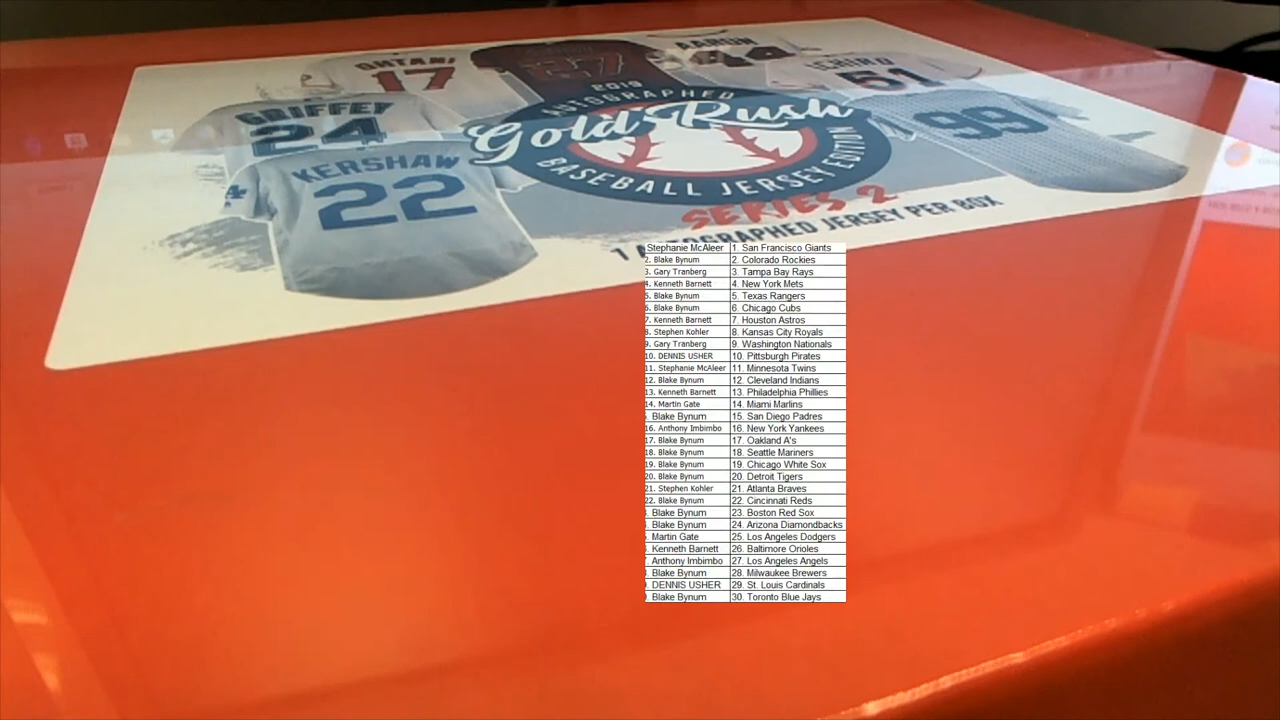 OHTANI
17
27
AARON
44
ICHIRO
51
GRIFFEY
24
99
KERSHAW
22
2019
AUTOGRAPHED
Gold Rush
BASEBALL JERSEY EDITION
SERIES 2
1 AUTOGRAPHED JERSEY PER BOX
Stephanie McAleer 1. San Francisco Giants
2. Blake Bynum 2. Colorado Rockies
3. Gary Tranberg 3. Tampa Bay Rays
4. Kenneth Barnett 4. New York Mets
5. Blake Bynum 5. Texas Rangers
6. Blake Bynum 6. Chicago Cubs
7. Kenneth Barnett 7. Houston Astros
8. Stephen Kohler 8. Kansas City Royals
9. Gary Tranberg 9. Washington Nationals
10. DENNIS USHER 10. Pittsburgh Pirates
11. Stephanie McAleer 11. Minnesota Twins
12. Blake Bynum 12. Cleveland Indians
13. Kenneth Barnett 13. Philadelphia Phillies
14. Martin Gate 14. Miami Marlins
Blake Bynum 15. San Diego Padres
16. Anthony Imbimbo 16. New York Yankees
17. Blake Bynum 17. Oakland A's
18. Blake Bynum 18. Seattle Mariners
19. Blake Bynum 19. Chicago White Sox
20. Blake Bynum 20. Detroit Tigers
21. Stephen Kohler 21. Atlanta Braves
22. Blake Bynum 22. Cincinnati Reds
Blake Bynum 23. Boston Red Sox
Blake Bynum 24. Arizona Diamondbacks
Martin Gate 25. Los Angeles Dodgers
Kenneth Barnett 26. Baltimore Orioles
Anthony Imbimbo 27. Los Angeles Angels
Blake Bynum 28. Milwaukee Brewers
DENNIS USHER 29. St. Louis Cardinals
Blake Bynum 30. Toronto Blue Jays